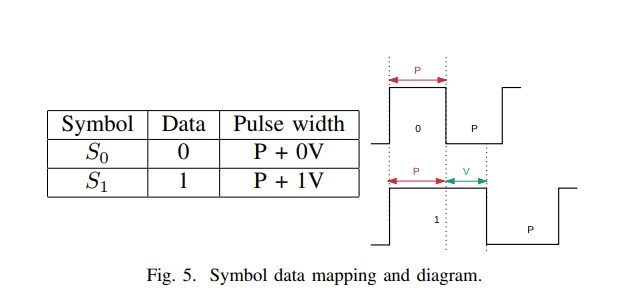 Symbol Data Pulse width
S0 0 P + 0V
S1 1 P + 1V
P
0 P
P V
1
P
Fig. 5. Symbol data mapping and diagram.